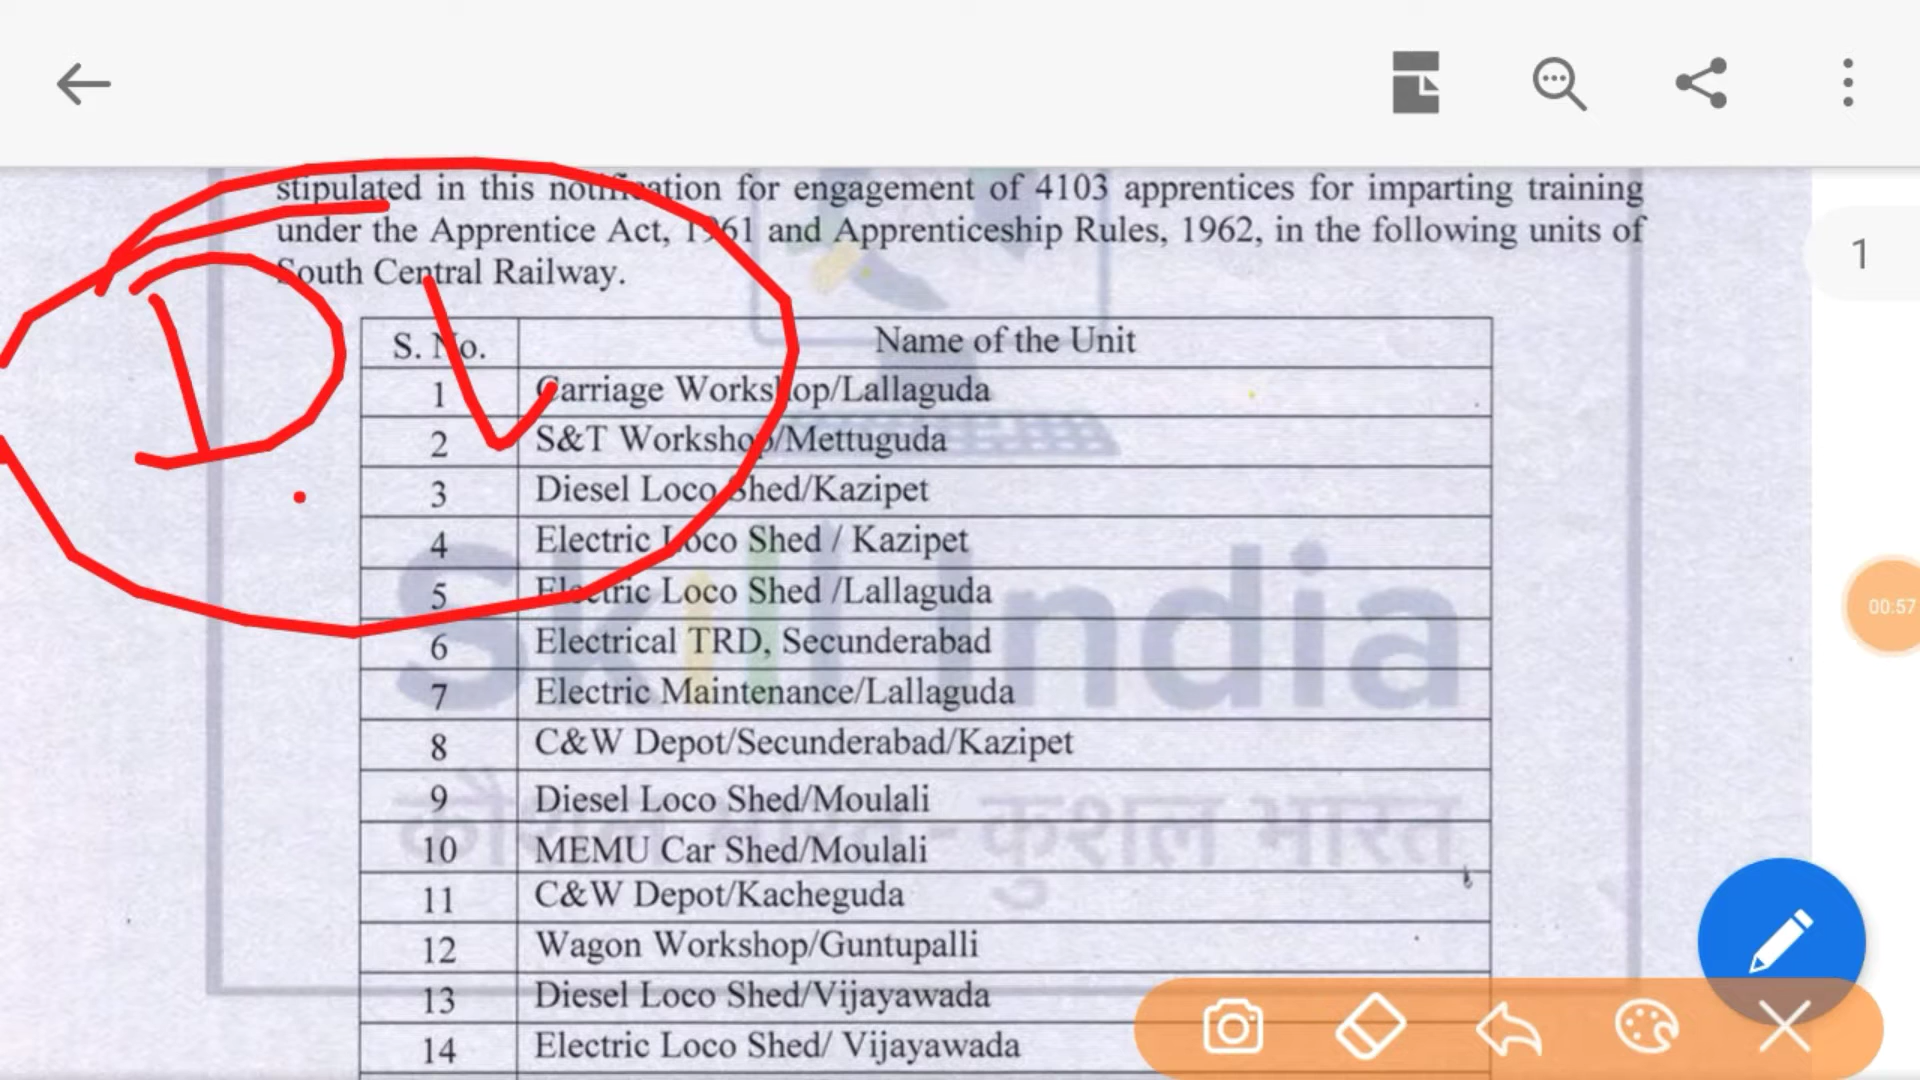 stipulated in this notification for engagement of 4103 apprentices for imparting training
under the Apprentice Act, 1961 and Apprenticeship Rules, 1962, in the following units of
South Central Railway.
1
S. No. Name of the Unit
1 Carriage Workshop/Lallaguda
2 S&T Workshop/Mettuguda
3 Diesel Loco Shed/Kazipet
4 Electric Loco Shed / Kazipet
5 Electric Loco Shed /Lallaguda
6 Electrical TRD, Secunderabad
7 Electric Maintenance/Lallaguda
8 C&W Depot/Secunderabad/Kazipet
9 Diesel Loco Shed/Moulali
10 MEMU Car Shed/Moulali
11 C&W Depot/Kacheguda
12 Wagon Workshop/Guntupalli
13 Diesel Loco Shed/Vijayawada
14 Electric Loco Shed/ Vijayawada
DV
Skill India
कौशल भारत - कुशल भारत
00:57